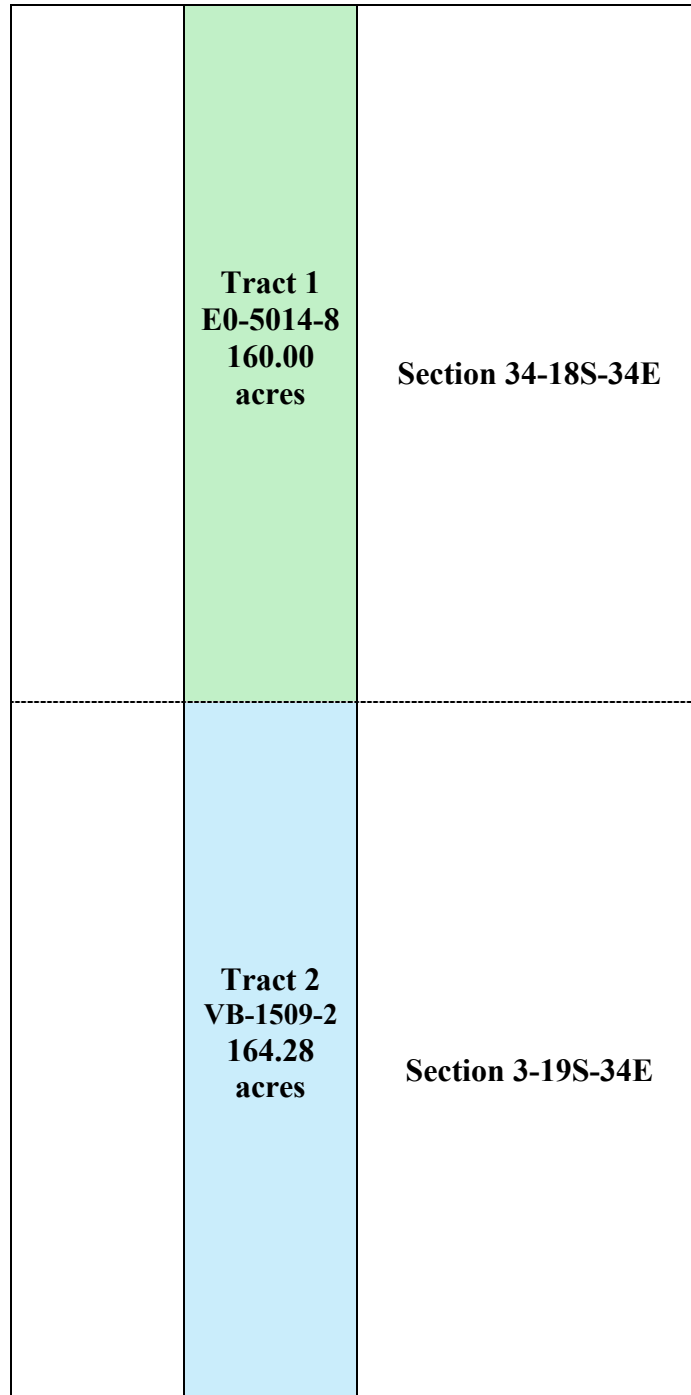 Tract 1
E0-5014-8
160.00
acres
Section 34-18S-34E
Tract 2
VB-1509-2
164.28
acres
Section 3-19S-34E